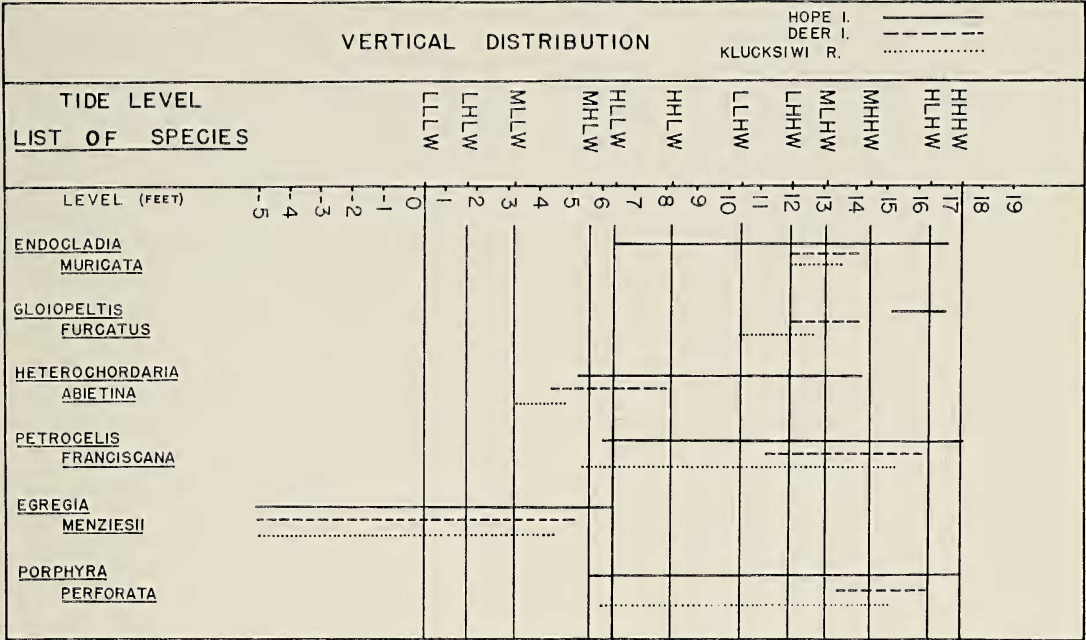 VERTICAL DISTRIBUTION
HOPE I.
DEER I.
KLUCKSIWI R.
TIDE LEVEL
LIST OF SPECIES
LLLW LHLW MLLW MHLW HLLW HHLW LLHW LHHW MLHW MHHW HLHW HHHW
LEVEL (FEET) -5 -4 -3 -2 -1 0 1 2 3 4 5 6 7 8 9 10 11 12 13 14 15 16 17 18 19
ENDOCLADIA
MURICATA
GLOIOPELTIS
FURCATUS
HETEROCHORDARIA
ABIETINA
PETROCELIS
FRANCISCANA
EGREGIA
MENZIESII
PORPHYRA
PERFORATA